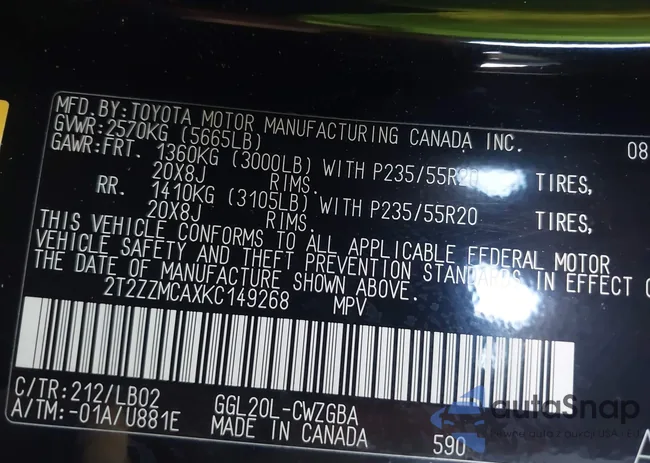 MFD.BY:TOYOTA MOTOR MANUFACTURING CANADA INC. 08
GVWR:2570KG (5665LB)
GAWR:FRT. 1360KG (3000LB) WITH P235/55R20 TIRES,
20X8J RIMS.
RR. 1410KG (3105LB) WITH P235/55R20 TIRES,
20X8J RIMS.
THIS VEHICLE CONFORMS TO ALL APPLICABLE FEDERAL MOTOR
VEHICLE SAFETY AND THEFT PREVENTION STANDARDS IN EFFECT
THE DATE OF MANUFACTURE SHOWN ABOVE.
2T2ZZMCAXKC149268 MPV
C/TR:212/LB02 GGL20L-CWZGBA
A/TM:-01A/U881E MADE IN CANADA 590
autoSnap